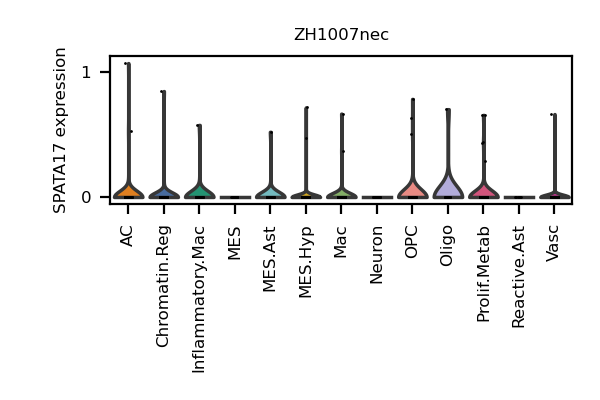 ZH1007nec
SPATA17 expression
1
0
AC
Chromatin.Reg
Inflammatory.Mac
MES
MES.Ast
MES.Hyp
Mac
Neuron
OPC
Oligo
Prolif.Metab
Reactive.Ast
Vasc